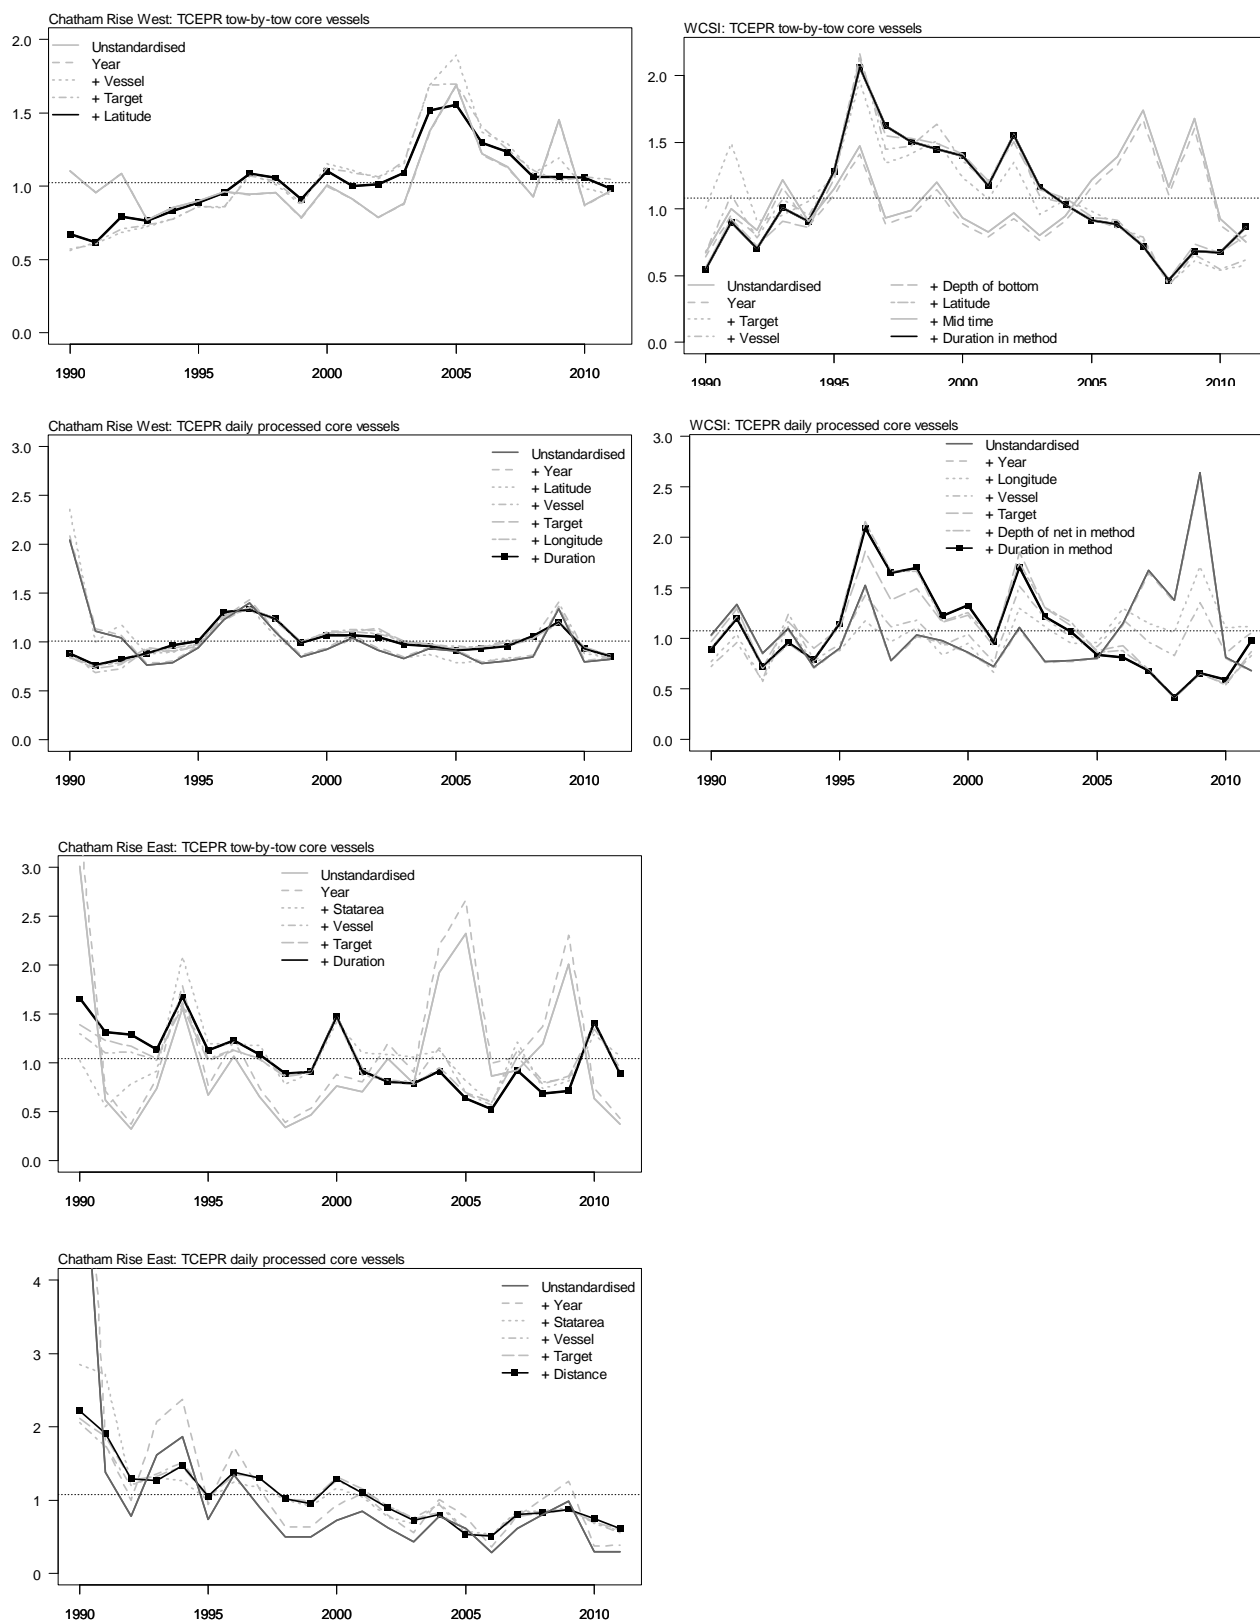 Chatham Rise West: TCEPR tow-by-tow core vessels
2.0
1.5
1.0
0.5
0.0
Unstandardised
Year
+ Vessel
+ Target
+ Latitude
1990
1995
2000
2005
2010
WCSI: TCEPR tow-by-tow core vessels
2.0
1.5
1.0
0.5
0.0
Unstandardised
Year
+ Target
+ Vessel
+ Depth of bottom
+ Latitude
+ Mid time
+ Duration in method
1990
1995
2000
2005
2010
Chatham Rise West: TCEPR daily processed core vessels
3.0
2.5
2.0
1.5
1.0
0.5
0.0
Unstandardised
+ Year
+ Latitude
+ Vessel
+ Target
+ Longitude
+ Duration
1990
1995
2000
2005
2010
WCSI: TCEPR daily processed core vessels
3.0
2.5
2.0
1.5
1.0
0.5
0.0
Unstandardised
+ Year
+ Longitude
+ Vessel
+ Target
+ Depth of net in method
+ Duration in method
1990
1995
2000
2005
2010
Chatham Rise East: TCEPR tow-by-tow core vessels
3.0
2.5
2.0
1.5
1.0
0.5
0.0
Unstandardised
Year
+ Statarea
+ Vessel
+ Target
+ Duration
1990
1995
2000
2005
2010
Chatham Rise East: TCEPR daily processed core vessels
4
3
2
1
0
Unstandardised
+ Year
+ Statarea
+ Vessel
+ Target
+ Distance
1990
1995
2000
2005
2010